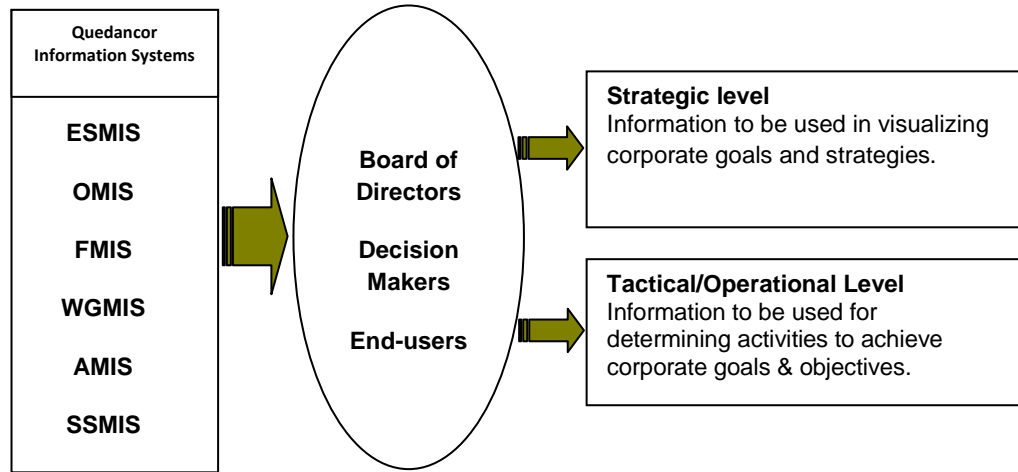 Quedancor
Information Systems
ESMIS
OMIS
FMIS
WGMIS
AMIS
SSMIS
Board of
Directors
Decision
Makers
End-users
Strategic level
Information to be used in visualizing
corporate goals and strategies.
Tactical/Operational Level
Information to be used for
determining activities to achieve
corporate goals & objectives.